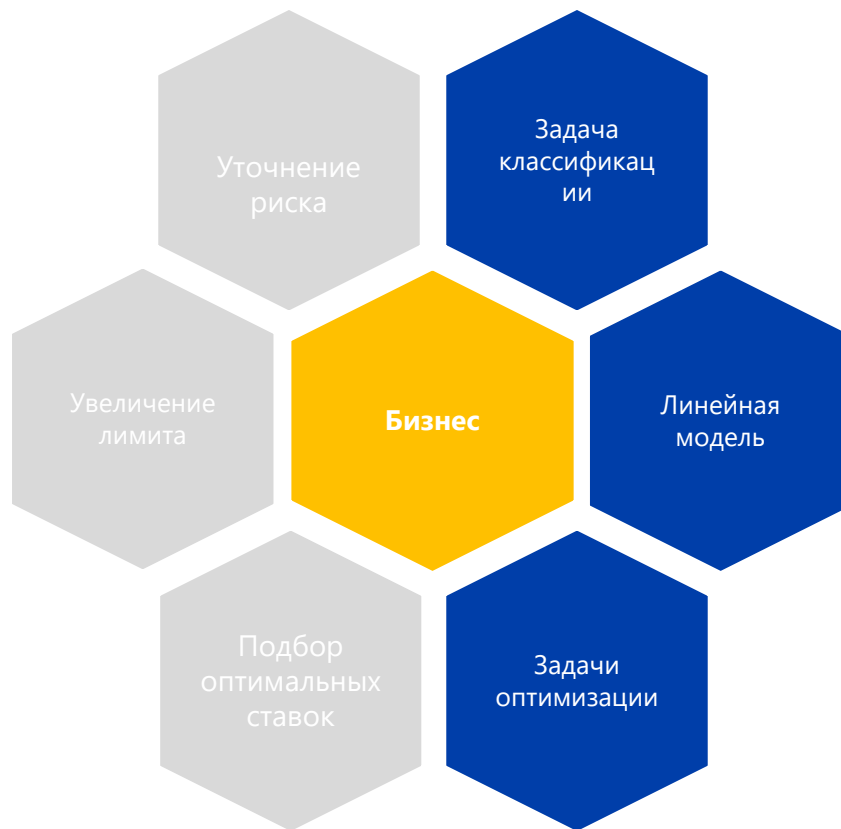 Уточнение
риска
Задача
классификац
ии
Увеличение
лимита
Бизнес
Линейная
модель
Подбор
оптимальных
ставок
Задачи
оптимизации